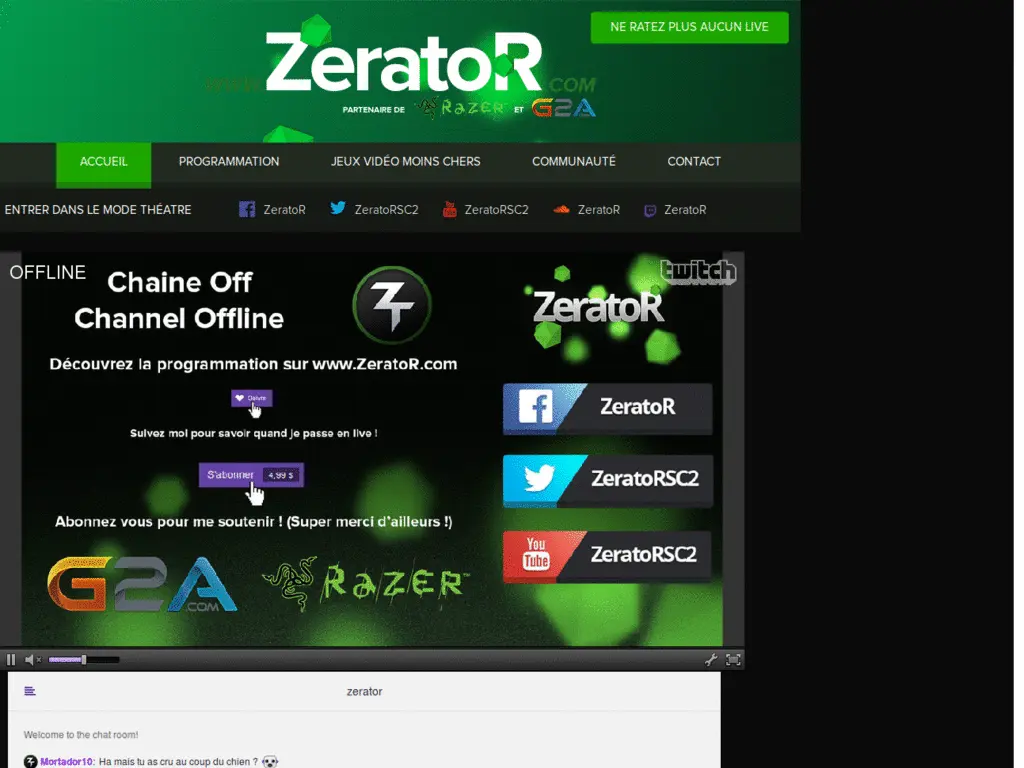 NE RATEZ PLUS AUCUN LIVE
ZeratoR
.COM
PARTENAIRE DE RAZER ET G2A
ACCUEIL PROGRAMMATION JEUX VIDÉO MOINS CHERS COMMUNAUTÉ CONTACT
ENTRER DANS LE MODE THÉATRE ZeratoR ZeratoRSC2 ZeratoRSC2 ZeratoR ZeratoR
OFFLINE
twitch
Chaine Off
Channel Offline
ZT
ZeratoR
Découvrez la programmation sur www.ZeratoR.com
Suivre
Suivez moi pour savoir quand je passe en live !
S'abonner 4,99 $
Abonnez vous pour me soutenir ! (Super merci d'ailleurs !)
G2A
.COM
RAZER
ZeratoR
ZeratoRSC2
You Tube ZeratoRSC2
zerator
Welcome to the chat room!
Mortador10: Ha mais tu as cru au coup du chien ?